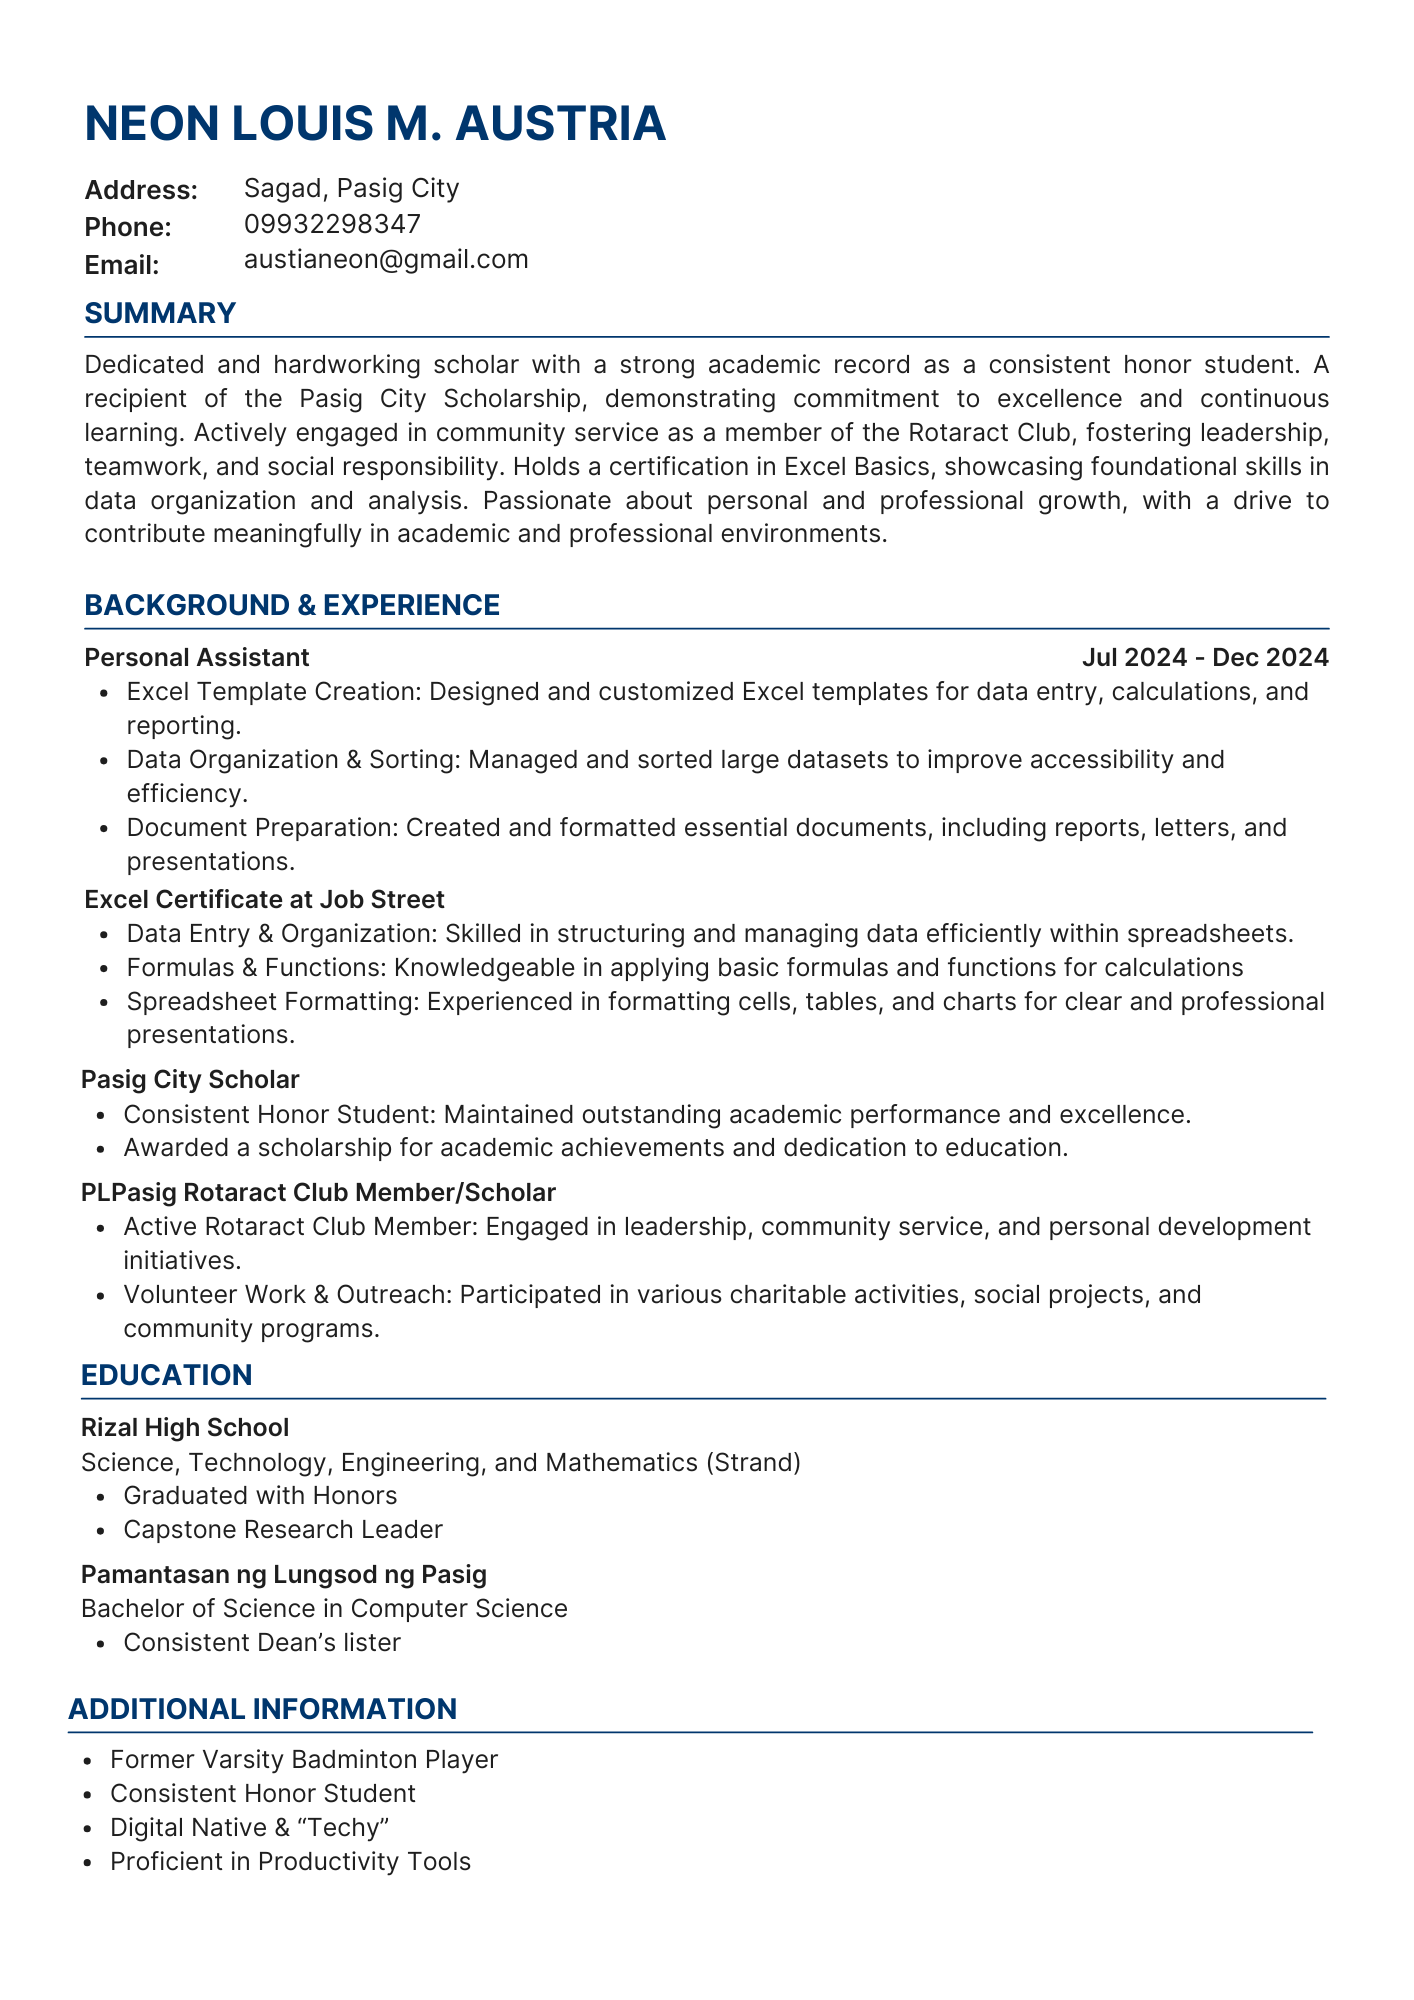 NEON LOUIS M. AUSTRIA
Address: Sagad, Pasig City
Phone: 09932298347
Email: austianeon@gmail.com
SUMMARY
Dedicated and hardworking scholar with a strong academic record as a consistent honor student. A
recipient of the Pasig City Scholarship, demonstrating commitment to excellence and continuous
learning. Actively engaged in community service as a member of the Rotaract Club, fostering leadership,
teamwork, and social responsibility. Holds a certification in Excel Basics, showcasing foundational skills in
data organization and analysis. Passionate about personal and professional growth, with a drive to
contribute meaningfully in academic and professional environments.
BACKGROUND & EXPERIENCE
Personal Assistant Jul 2024 - Dec 2024
• Excel Template Creation: Designed and customized Excel templates for data entry, calculations, and
reporting.
• Data Organization & Sorting: Managed and sorted large datasets to improve accessibility and
efficiency.
• Document Preparation: Created and formatted essential documents, including reports, letters, and
presentations.
Excel Certificate at Job Street
• Data Entry & Organization: Skilled in structuring and managing data efficiently within spreadsheets.
• Formulas & Functions: Knowledgeable in applying basic formulas and functions for calculations
• Spreadsheet Formatting: Experienced in formatting cells, tables, and charts for clear and professional
presentations.
Pasig City Scholar
• Consistent Honor Student: Maintained outstanding academic performance and excellence.
• Awarded a scholarship for academic achievements and dedication to education.
PLPasig Rotaract Club Member/Scholar
• Active Rotaract Club Member: Engaged in leadership, community service, and personal development
initiatives.
• Volunteer Work & Outreach: Participated in various charitable activities, social projects, and
community programs.
EDUCATION
Rizal High School
Science, Technology, Engineering, and Mathematics (Strand)
• Graduated with Honors
• Capstone Research Leader
Pamantasan ng Lungsod ng Pasig
Bachelor of Science in Computer Science
• Consistent Dean’s lister
ADDITIONAL INFORMATION
• Former Varsity Badminton Player
• Consistent Honor Student
• Digital Native & “Techy”
• Proficient in Productivity Tools